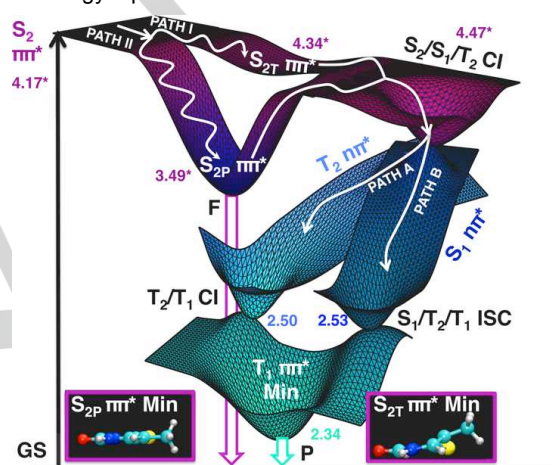 S2
ππ*
4.17*
PATH I
PATH II
S2T ππ*
4.34*
4.47*
S2/S1/T2 CI
3.49*
S2P ππ*
F
T2 nπ*
PATH A
PATH B
S1 nπ*
T2/T1 CI
2.50
2.53
S1/T2/T1 ISC
T1 ππ*
Min
2.34
S2P ππ* Min
S2T ππ* Min
GS
P